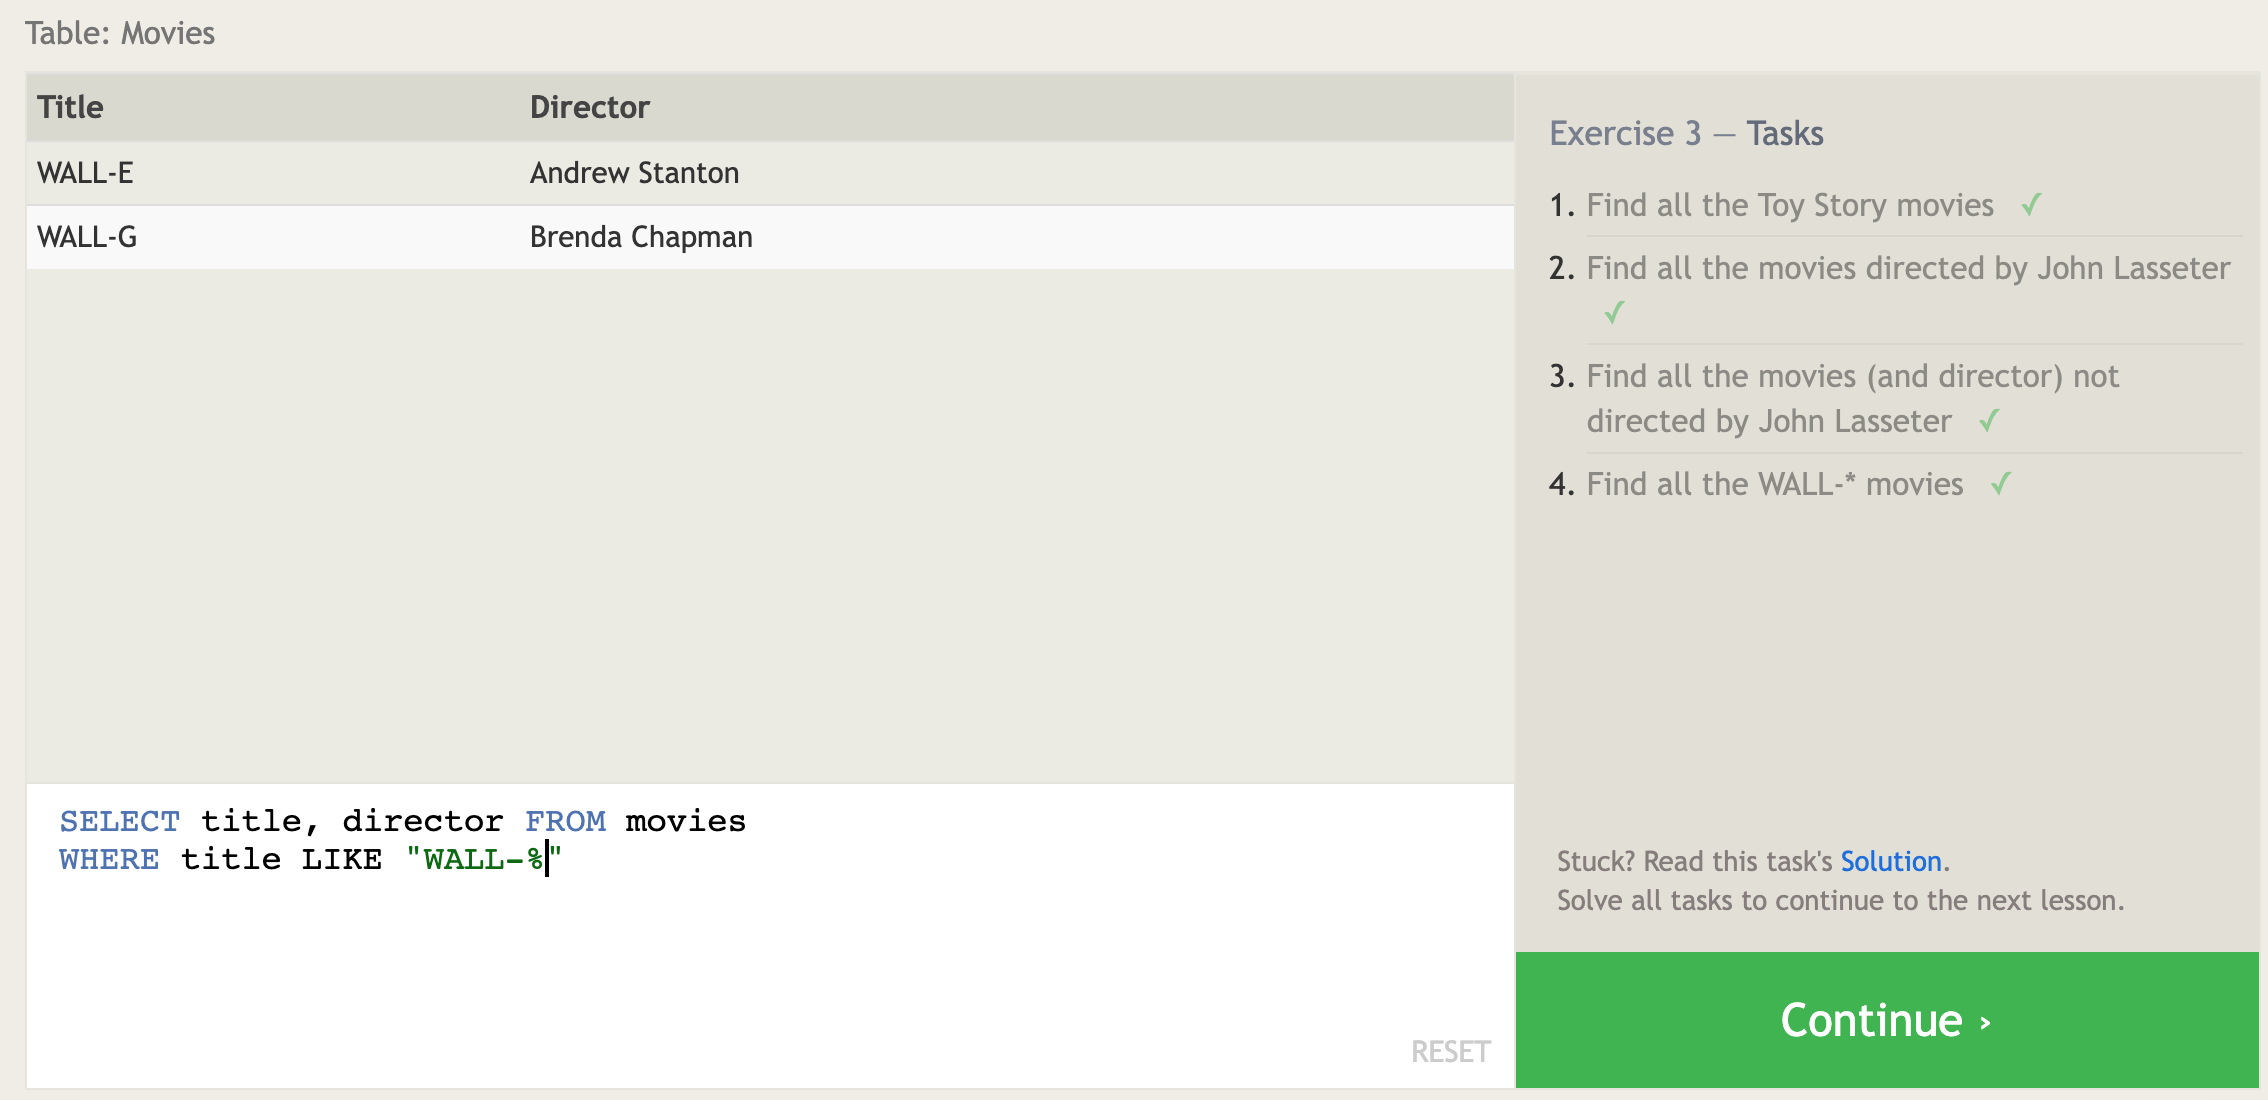 Table: Movies
Title Director
WALL-E Andrew Stanton
WALL-G Brenda Chapman
SELECT title, director FROM movies
WHERE title LIKE "WALL-%"
RESET
Exercise 3 — Tasks
1. Find all the Toy Story movies ✓
2. Find all the movies directed by John Lasseter
✓
3. Find all the movies (and director) not
directed by John Lasseter ✓
4. Find all the WALL-* movies ✓
Stuck? Read this task's Solution.
Solve all tasks to continue to the next lesson.
Continue ›